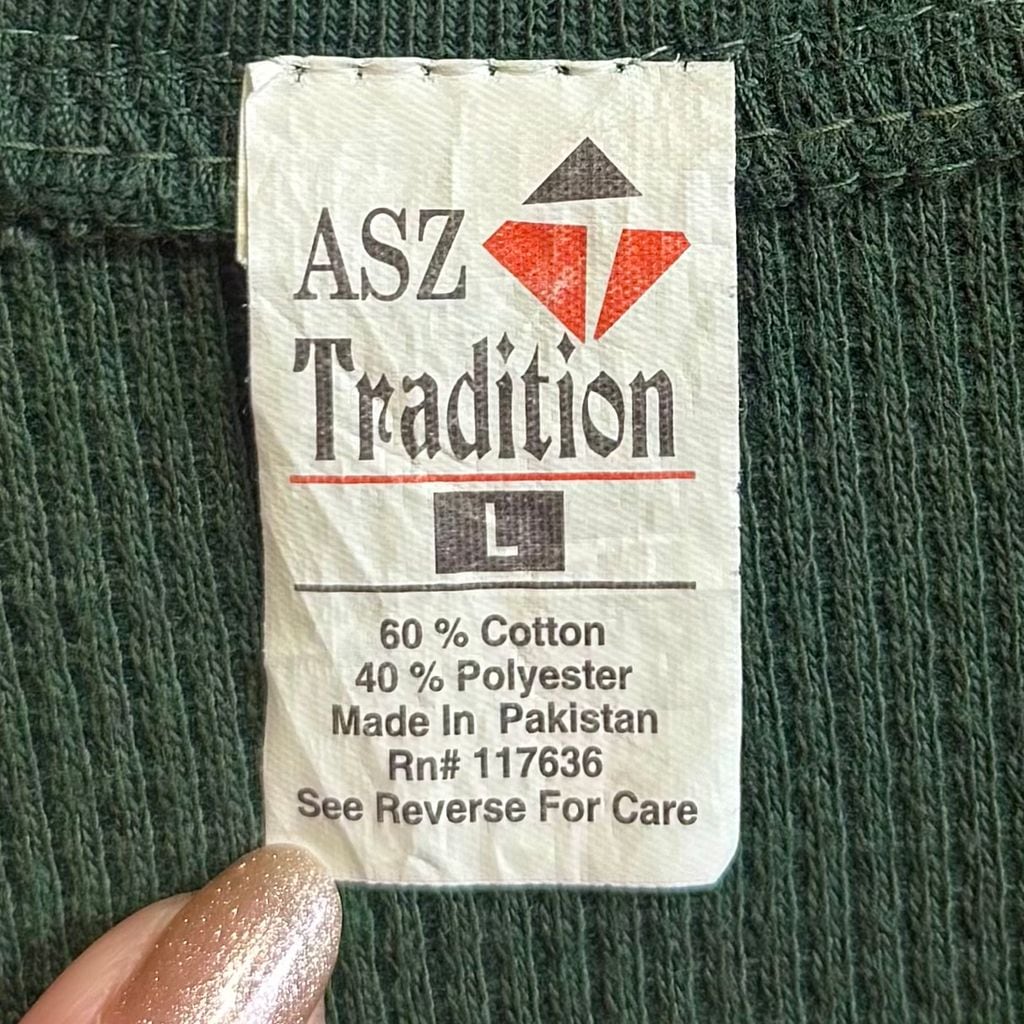 ASZ
Tradition
L
60 % Cotton
40 % Polyester
Made In Pakistan
Rn# 117636
See Reverse For Care